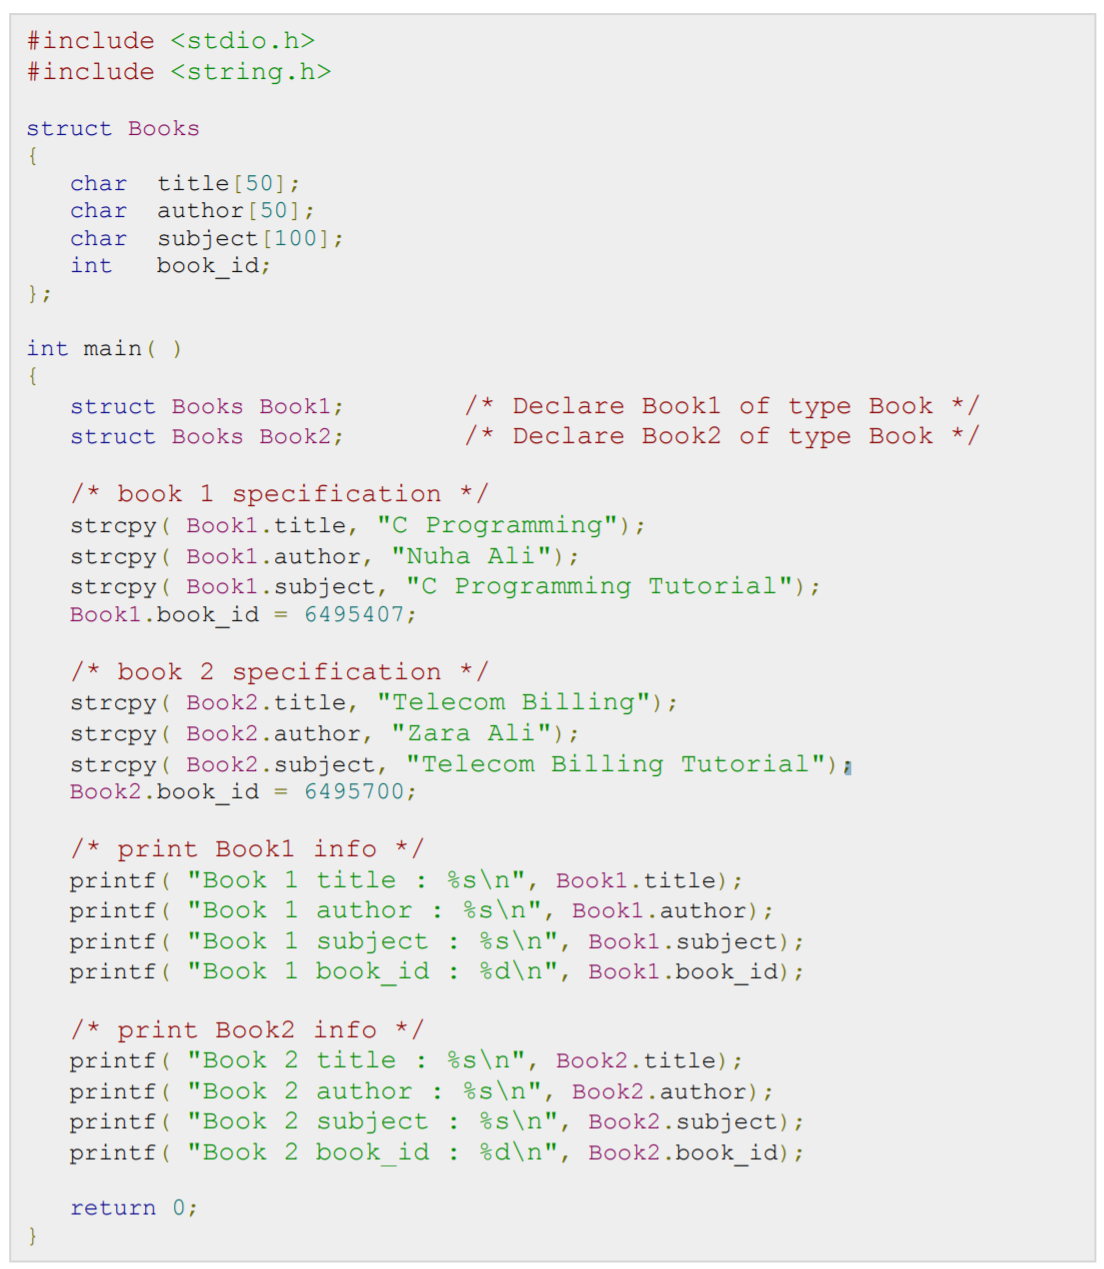 #include <stdio.h>
#include <string.h>

struct Books
{
   char  title[50];
   char  author[50];
   char  subject[100];
   int   book_id;
};

int main( )
{
   struct Books Book1;        /* Declare Book1 of type Book */
   struct Books Book2;        /* Declare Book2 of type Book */

   /* book 1 specification */
   strcpy( Book1.title, "C Programming");
   strcpy( Book1.author, "Nuha Ali");
   strcpy( Book1.subject, "C Programming Tutorial");
   Book1.book_id = 6495407;

   /* book 2 specification */
   strcpy( Book2.title, "Telecom Billing");
   strcpy( Book2.author, "Zara Ali");
   strcpy( Book2.subject, "Telecom Billing Tutorial");
   Book2.book_id = 6495700;

   /* print Book1 info */
   printf( "Book 1 title : %s\n", Book1.title);
   printf( "Book 1 author : %s\n", Book1.author);
   printf( "Book 1 subject : %s\n", Book1.subject);
   printf( "Book 1 book_id : %d\n", Book1.book_id);

   /* print Book2 info */
   printf( "Book 2 title : %s\n", Book2.title);
   printf( "Book 2 author : %s\n", Book2.author);
   printf( "Book 2 subject : %s\n", Book2.subject);
   printf( "Book 2 book_id : %d\n", Book2.book_id);

   return 0;
}